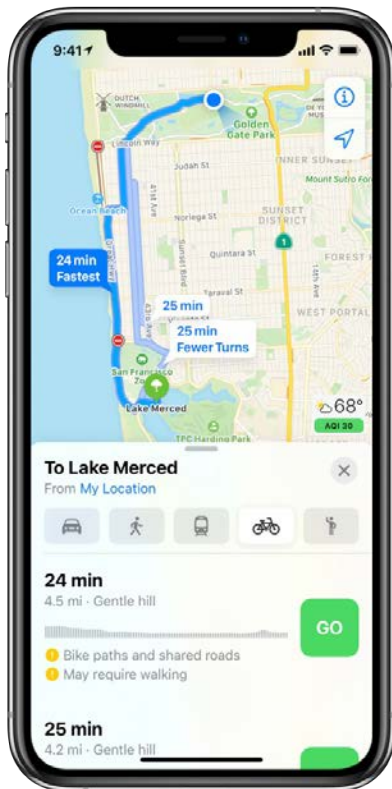 9:41
DUTCH
WINDMILL
Golden
Gate Park
Lincoln Way
Judah St
INNER SUNSET
Mount Sutro
Ocean Beach
41st Ave
Noriega St
SUNSET
DISTRICT
24 min
Fastest
Sunset Blvd
Quintara St
1
FOREST
Taraval St
25 min
WEST PORTAL
25 min
Fewer Turns
San Francisco
Lake Merced
68°
AQI 30
TPC Harding Park
To Lake Merced
From My Location
24 min
4.5 mi · Gentle hill
GO
Bike paths and shared roads
May require walking
25 min
4.2 mi · Gentle hill